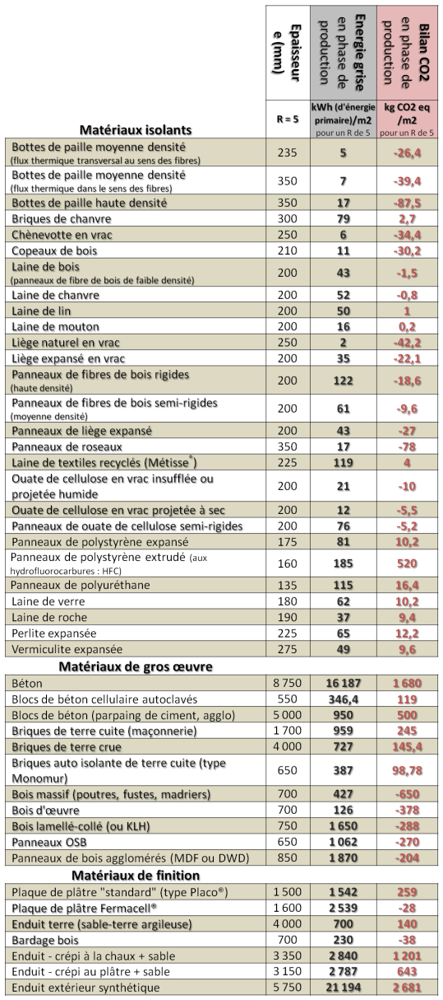 Epaisseur
e (mm)
Energie grise
en phase de
production
Bilan CO2
en phase de
production
Matériaux isolants
R = 5
kWh (d'énergie
primaire)/m2
pour un R de 5
kg CO2 eq
/m2
pour un R de 5
Bottes de paille moyenne densité
(flux thermique transversal au sens des fibres)
235 5 -26,4
Bottes de paille moyenne densité
(flux thermique dans le sens des fibres)
350 7 -39,4
Bottes de paille haute densité 350 17 -87,5
Briques de chanvre 300 79 2,7
Chènevotte en vrac 250 6 -34,4
Copeaux de bois 210 11 -30,2
Laine de bois
(panneaux de fibre de bois de faible densité)
200 43 -1,5
Laine de chanvre 200 52 -0,8
Laine de lin 200 50 1
Laine de mouton 200 16 0,2
Liège naturel en vrac 250 2 -42,2
Liège expansé en vrac 200 35 -22,1
Panneaux de fibres de bois rigides
(haute densité)
200 122 -18,6
Panneaux de fibres de bois semi-rigides
(moyenne densité)
200 61 -9,6
Panneaux de liège expansé 200 43 -27
Panneaux de roseaux 350 17 -78
Laine de textiles recyclés (Métisse®) 225 119 4
Ouate de cellulose en vrac insufflée ou
projetée humide
200 21 -10
Ouate de cellulose en vrac projetée à sec 200 12 -5,5
Panneaux de ouate de cellulose semi-rigides 200 76 -5,2
Panneaux de polystyrène expansé 175 81 10,2
Panneaux de polystyrène extrudé (aux
hydrofluorocarbures : HFC)
160 185 520
Panneaux de polyuréthane 135 115 16,4
Laine de verre 180 62 10,2
Laine de roche 190 37 9,4
Perlite expansée 225 65 12,2
Vermiculite expansée 275 49 9,6
Matériaux de gros œuvre
Béton 8 750 16 187 1 680
Blocs de béton cellulaire autoclavés 550 346,4 119
Blocs de béton (parpaing de ciment, agglo) 5 000 950 500
Briques de terre cuite (maçonnerie) 1 700 959 245
Briques de terre crue 4 000 727 145,4
Briques auto isolante de terre cuite (type
Monomur)
650 387 98,78
Bois massif (poutres, fustes, madriers) 700 427 -650
Bois d'œuvre 700 126 -378
Bois lamellé-collé (ou KLH) 750 1 650 -288
Panneaux OSB 650 1 062 -270
Panneaux de bois agglomérés (MDF ou DWD) 850 1 870 -204
Matériaux de finition
Plaque de plâtre "standard" (type Placo®) 1 500 1 542 259
Plaque de plâtre Fermacell® 1 600 2 539 -28
Enduit terre (sable-terre argileuse) 4 000 700 140
Bardage bois 700 230 -38
Enduit - crépi à la chaux + sable 3 350 2 840 1 201
Enduit - crépi au plâtre + sable 3 150 2 787 643
Enduit extérieur synthétique 5 750 21 194 2 681